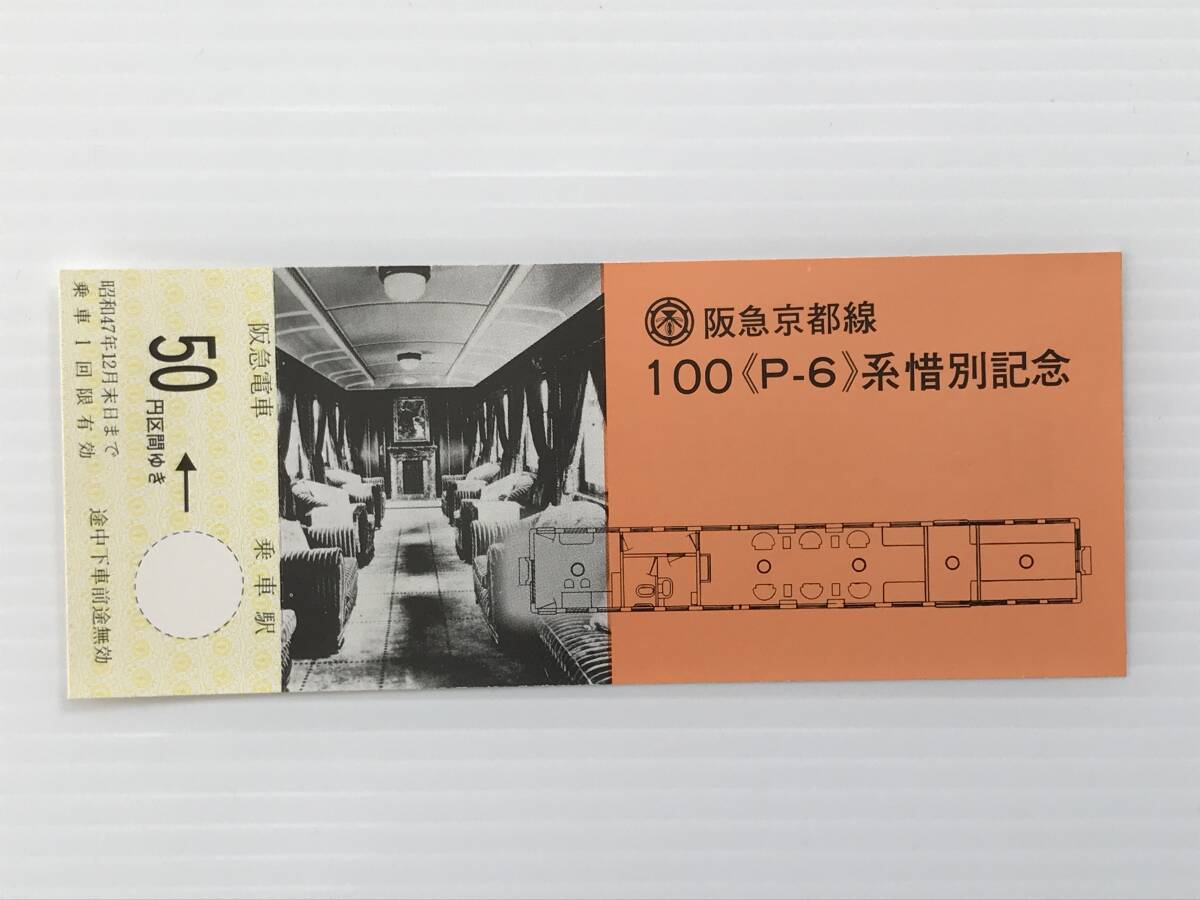 阪急京都線
100《P-6》系惜別記念
阪急電車　乗車駅
50円区間ゆき
昭和47年12月末日まで
乗車1回限有効　途中下車前途無効